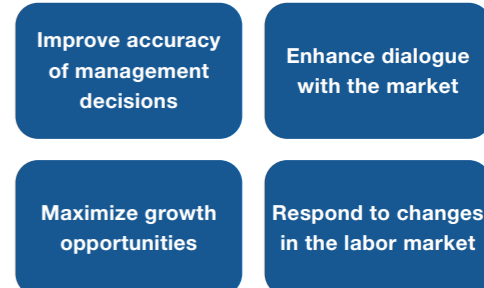 Improve accuracy
of management
decisions
Enhance dialogue
with the market
Maximize growth
opportunities
Respond to changes
in the labor market